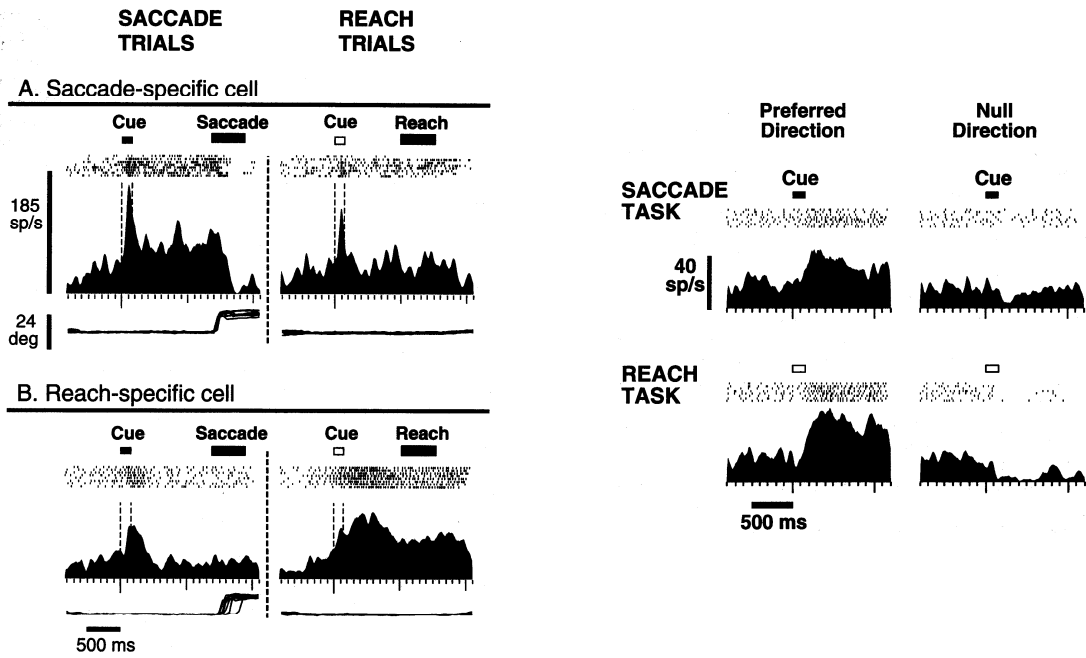 SACCADE
TRIALS
REACH
TRIALS
A. Saccade-specific cell
Cue
Saccade
Cue
Reach
185
sp/s
24
deg
B. Reach-specific cell
Cue
Saccade
Cue
Reach
500 ms
Preferred
Direction
Null
Direction
SACCADE
TASK
Cue
Cue
40
sp/s
REACH
TASK
500 ms